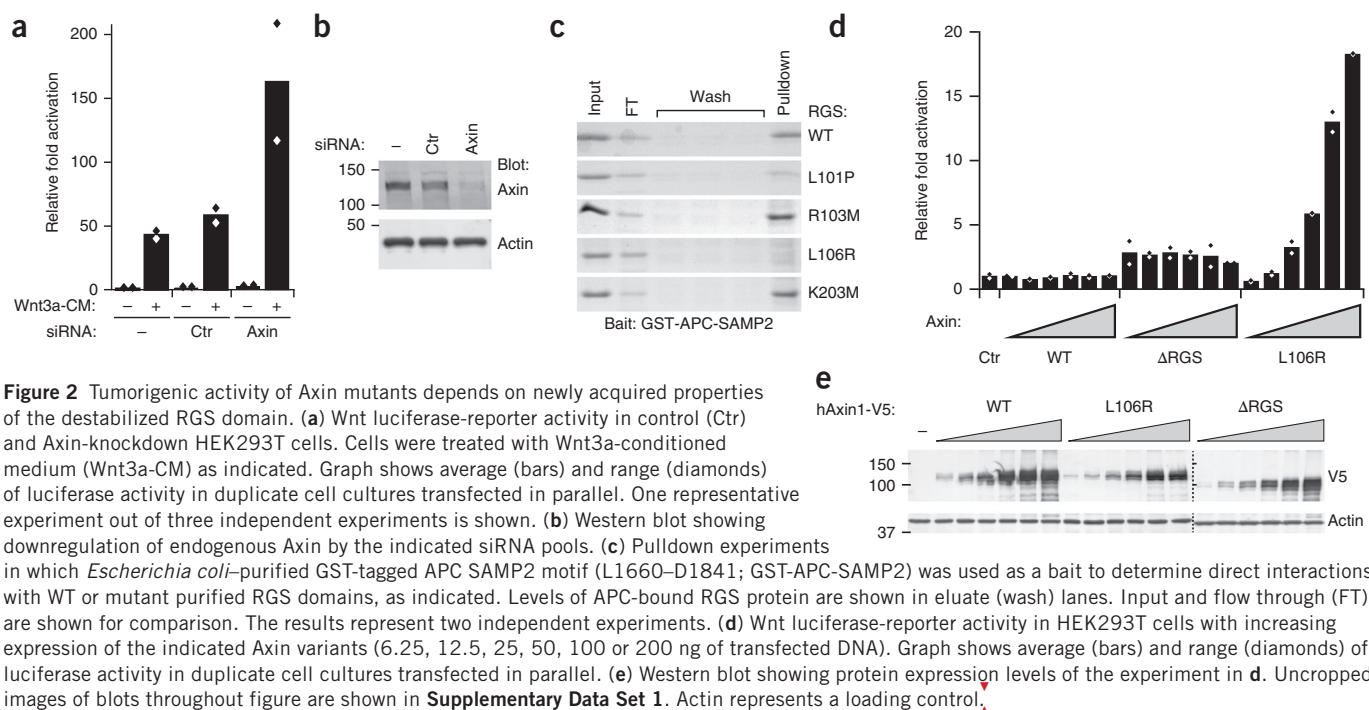 a
Relative fold activation
200
150
100
50
0
Wnt3a-CM: – + – + – +
siRNA: – Ctr Axin
b
siRNA: – Ctr Axin
Blot:
150
Axin
100
50
Actin
c
Input FT Wash Pulldown
RGS:
WT
L101P
R103M
L106R
K203M
Bait: GST-APC-SAMP2
d
Relative fold activation
20
15
10
5
0
Axin:
Ctr WT ΔRGS L106R
e
hAxin1-V5: – WT L106R ΔRGS
150
100
V5
Actin
37
Figure 2 Tumorigenic activity of Axin mutants depends on newly acquired properties
of the destabilized RGS domain. (a) Wnt luciferase-reporter activity in control (Ctr)
and Axin-knockdown HEK293T cells. Cells were treated with Wnt3a-conditioned
medium (Wnt3a-CM) as indicated. Graph shows average (bars) and range (diamonds)
of luciferase activity in duplicate cell cultures transfected in parallel. One representative
experiment out of three independent experiments is shown. (b) Western blot showing
downregulation of endogenous Axin by the indicated siRNA pools. (c) Pulldown experiments
in which Escherichia coli–purified GST-tagged APC SAMP2 motif (L1660–D1841; GST-APC-SAMP2) was used as a bait to determine direct interactions
with WT or mutant purified RGS domains, as indicated. Levels of APC-bound RGS protein are shown in eluate (wash) lanes. Input and flow through (FT)
are shown for comparison. The results represent two independent experiments. (d) Wnt luciferase-reporter activity in HEK293T cells with increasing
expression of the indicated Axin variants (6.25, 12.5, 25, 50, 100 or 200 ng of transfected DNA). Graph shows average (bars) and range (diamonds) of
luciferase activity in duplicate cell cultures transfected in parallel. (e) Western blot showing protein expression levels of the experiment in d. Uncropped
images of blots throughout figure are shown in Supplementary Data Set 1. Actin represents a loading control.